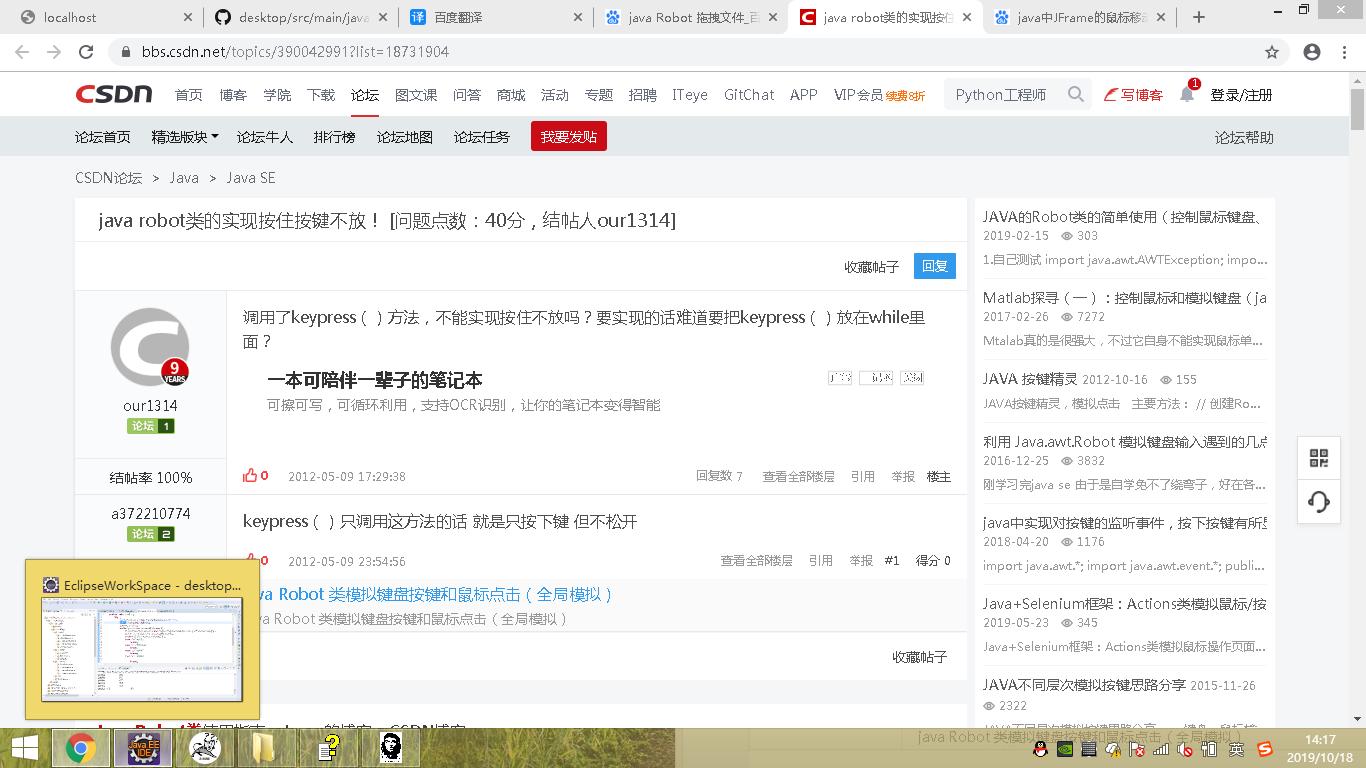 localhost
desktop/src/main/java
百度翻译
java Robot 拖拽文件_百
java robot类的实现按住
java中JFrame的鼠标移动
bbs.csdn.net/topics/390042991?list=18731904
CSDN 首页 博客 学院 下载 论坛 图文课 问答 商城 活动 专题 招聘 ITeye GitChat APP VIP会员 续费8折 Python工程师 写博客 1 登录/注册
论坛首页 精选版块 论坛牛人 排行榜 论坛地图 论坛任务 我要发贴 论坛帮助
CSDN论坛 > Java > Java SE
java robot类的实现按住按键不放！ [问题点数：40分，结帖人our1314]
收藏帖子 回复
9
YEARS
our1314
论坛 1
结帖率 100%
调用了keypress（）方法，不能实现按住不放吗？要实现的话难道要把keypress（）放在while里
面？
一本可陪伴一辈子的笔记本
可擦可写，可循环利用，支持OCR识别，让你的笔记本变得智能
0 2012-05-09 17:29:38 回复数 7 查看全部楼层 引用 举报 楼主
a372210774
论坛 2
keypress（）只调用这方法的话 就是只按下键 但不松开
0 2012-05-09 23:54:56 查看全部楼层 引用 举报 #1 得分 0
va Robot 类模拟键盘按键和鼠标点击（全局模拟）
va Robot 类模拟键盘按键和鼠标点击（全局模拟）
收藏帖子
JAVA的Robot类的简单使用（控制鼠标键盘、
2019-02-15 303
1.自己测试 import java.awt.AWTException; impo...
Matlab探寻（一）：控制鼠标和模拟键盘（ja
2017-02-26 7272
Mtalab真的是很强大，不过它自身不能实现鼠标单...
JAVA 按键精灵 2012-10-16 155
JAVA按键精灵，模拟点击 主要方法： // 创建Ro...
利用 Java.awt.Robot 模拟键盘输入遇到的几点
2016-12-25 3832
刚学习完java se 由于是自学免不了绕弯子，好在各...
java中实现对按键的监听事件，按下按键有所显
2018-04-20 1176
import java.awt.*; import java.awt.event.*; publi...
Java+Selenium框架：Actions类模拟鼠标/按
2019-05-23 345
Java+Selenium框架：Actions类模拟鼠标操作页面...
JAVA不同层次模拟按键思路分享 2015-11-26
2322
EclipseWorkSpace - desktop...
Java EE
IDE
java Robot 类模拟键盘按键和鼠标点击（全局模拟）
英
14:17
2019/10/18